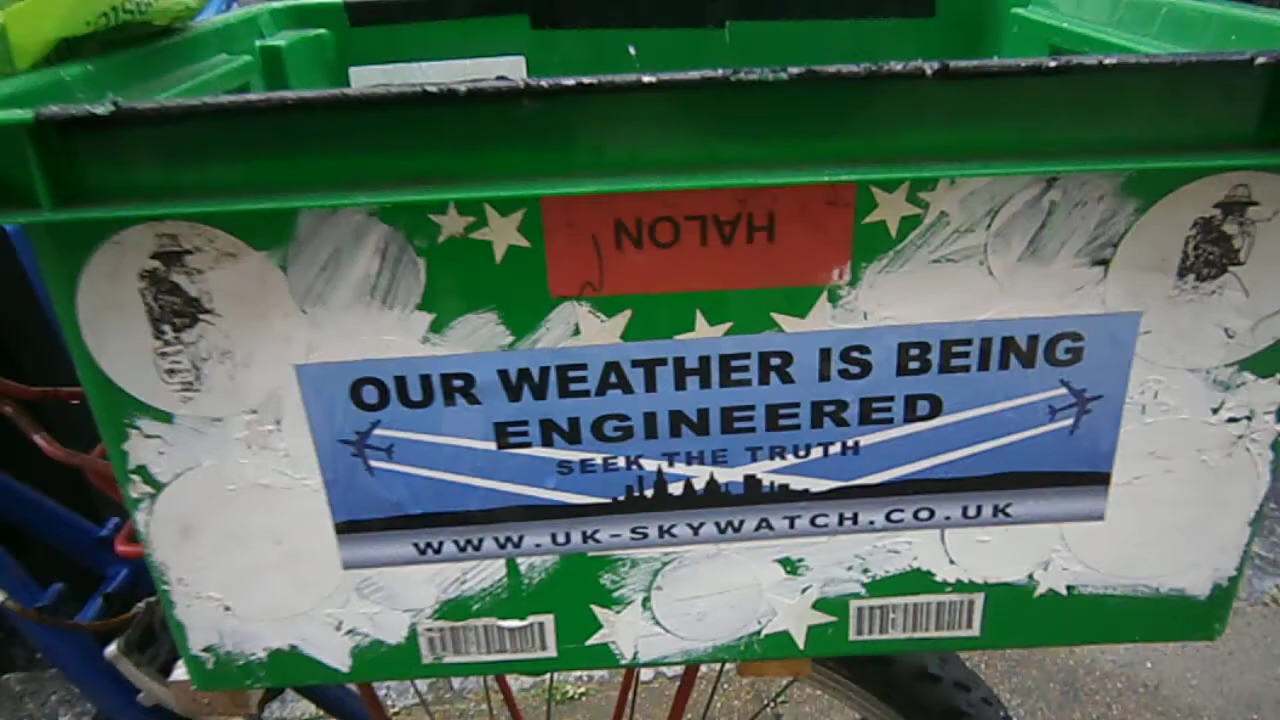 HALON
OUR WEATHER IS BEING
ENGINEERED
SEEK THE TRUTH
WWW.UK-SKYWATCH.CO.UK